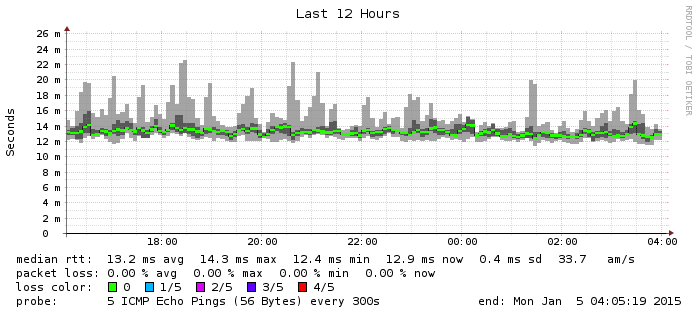 Last 12 Hours
RRDTOOL / TOBI OETIKER
Seconds
26 m
24 m
22 m
20 m
18 m
16 m
14 m
12 m
10 m
8 m
6 m
4 m
2 m
0
18:00 20:00 22:00 00:00 02:00 04:00
median rtt: 13.2 ms avg 14.3 ms max 12.4 ms min 12.9 ms now 0.4 ms sd 33.7 am/s
packet loss: 0.00 % avg 0.00 % max 0.00 % min 0.00 % now
loss color: 0 1/5 2/5 3/5 4/5
probe: 5 ICMP Echo Pings (56 Bytes) every 300s end: Mon Jan 5 04:05:19 2015